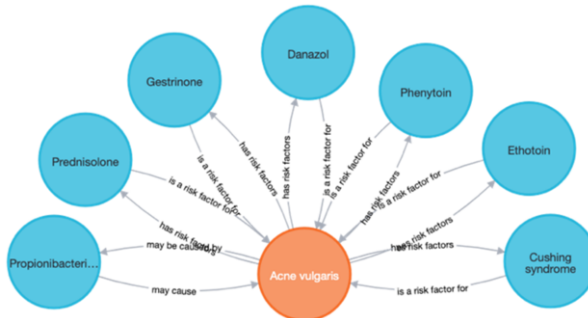 Danazol
Gestrinone
Phenytoin
Prednisolone
Ethotoin
Propionibacteri...
Cushing
syndrome
Acne vulgaris
has risk factors
is a risk factor for
has risk factors
is a risk factor for
is a risk factor for
has risk factors
is a risk factor for
has risk factors
is a risk factor for
has risk factors
may be caused by
may cause
has risk factors
is a risk factor for